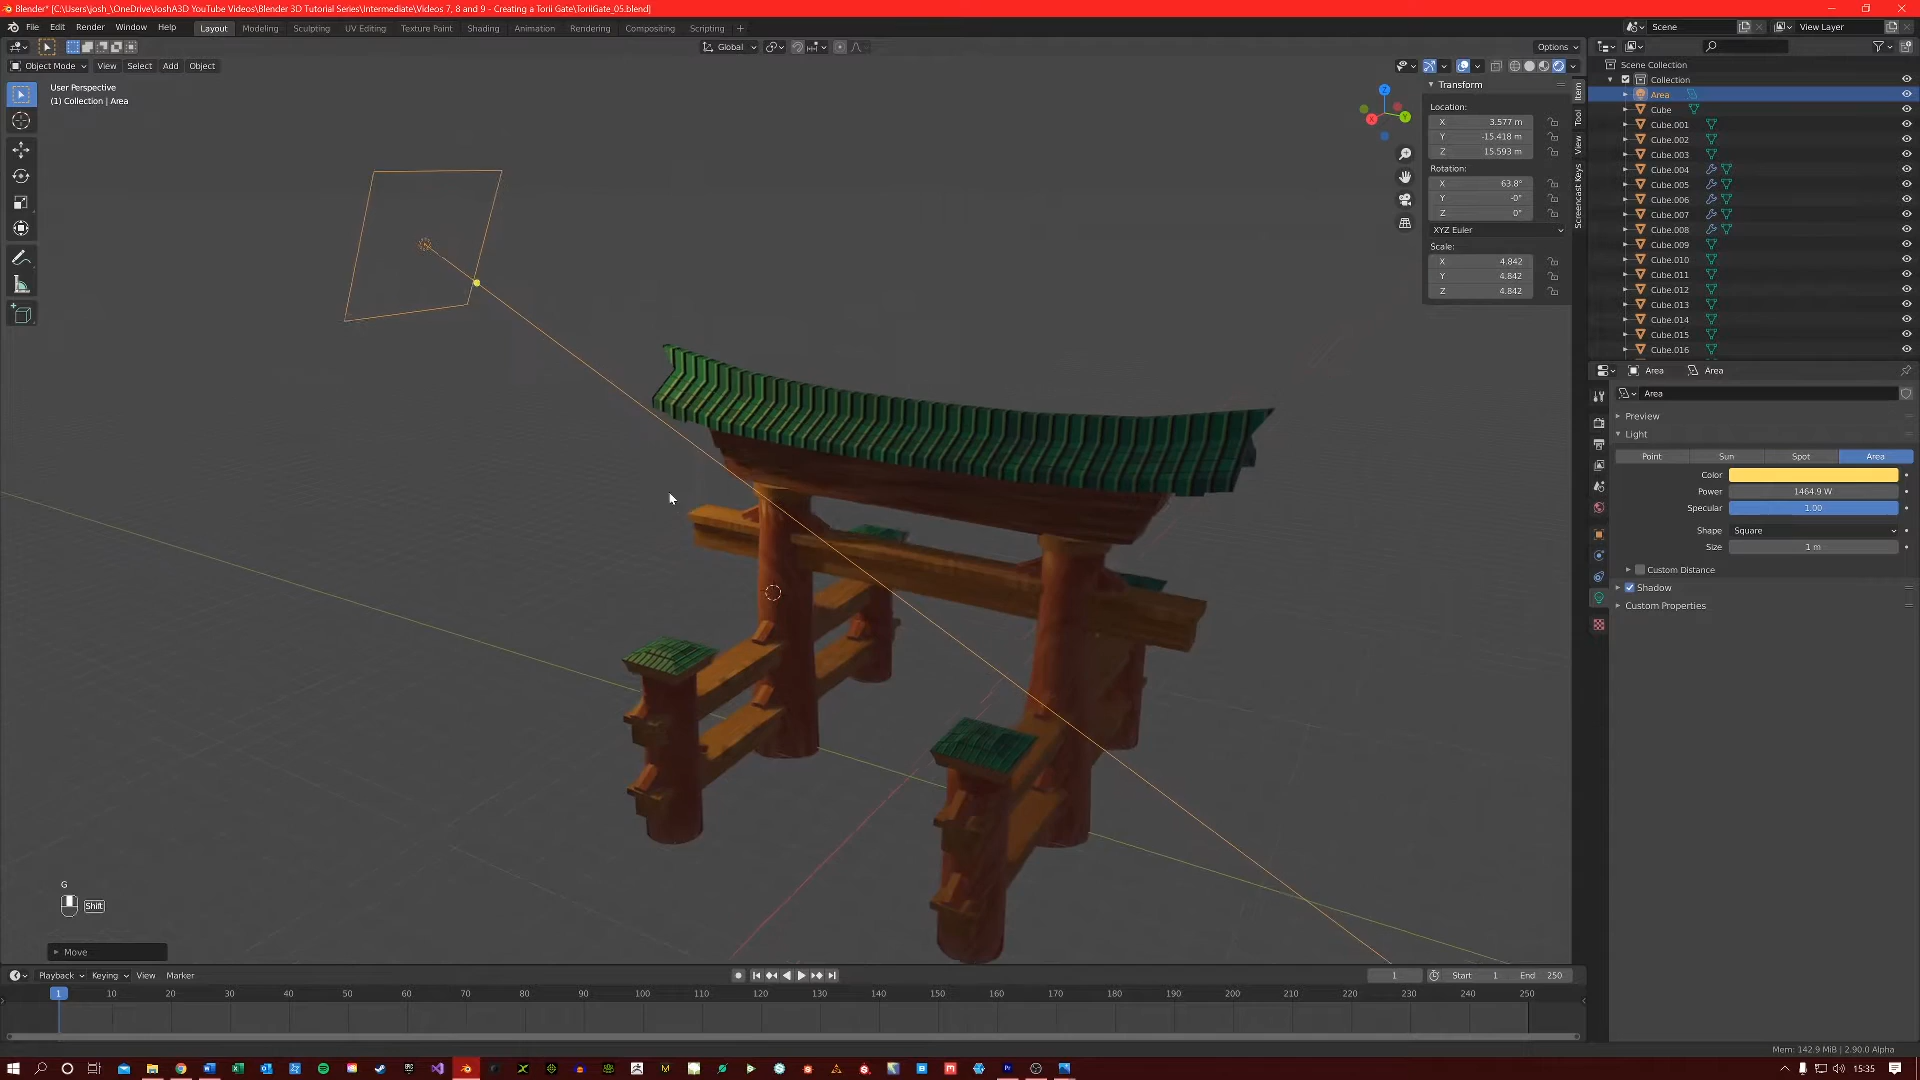 Blender* [C:\Users\josh_\OneDrive\JoshA3D YouTube Videos\Blender 3D Tutorial Series\Intermediate\Videos 7, 8 and 9 - Creating a Torii Gate\ToriiGate_05.blend]
File Edit Render Window Help Layout Modeling Sculpting UV Editing Texture Paint Shading Animation Rendering Compositing Scripting + Scene View Layer
Global Options
Object Mode View Select Add Object
User Perspective
(1) Collection | Area
Transform
Location:
X 3.577 m
Y -15.418 m
Z 15.593 m
Rotation:
X 63.8°
Y -0°
Z 0°
XYZ Euler
Scale:
X 4.842
Y 4.842
Z 4.842
Item
Tool
View
Screencast Keys
Z
Y
X
Scene Collection
Collection
Area
Cube
Cube.001
Cube.002
Cube.003
Cube.004
Cube.005
Cube.006
Cube.007
Cube.008
Cube.009
Cube.010
Cube.011
Cube.012
Cube.013
Cube.014
Cube.015
Cube.016
Area Area
Area
Preview
Light
Point Sun Spot Area
Color
Power 1464.9 W
Specular 1.00
Shape Square
Size 1 m
Custom Distance
Shadow
Custom Properties
G
Shift
Move
Playback Keying View Marker 1 Start 1 End 250
1 10 20 30 40 50 60 70 80 90 100 110 120 130 140 150 160 170 180 190 200 210 220 230 240 250
Mem: 142.9 MiB | 2.90.0 Alpha
15:35